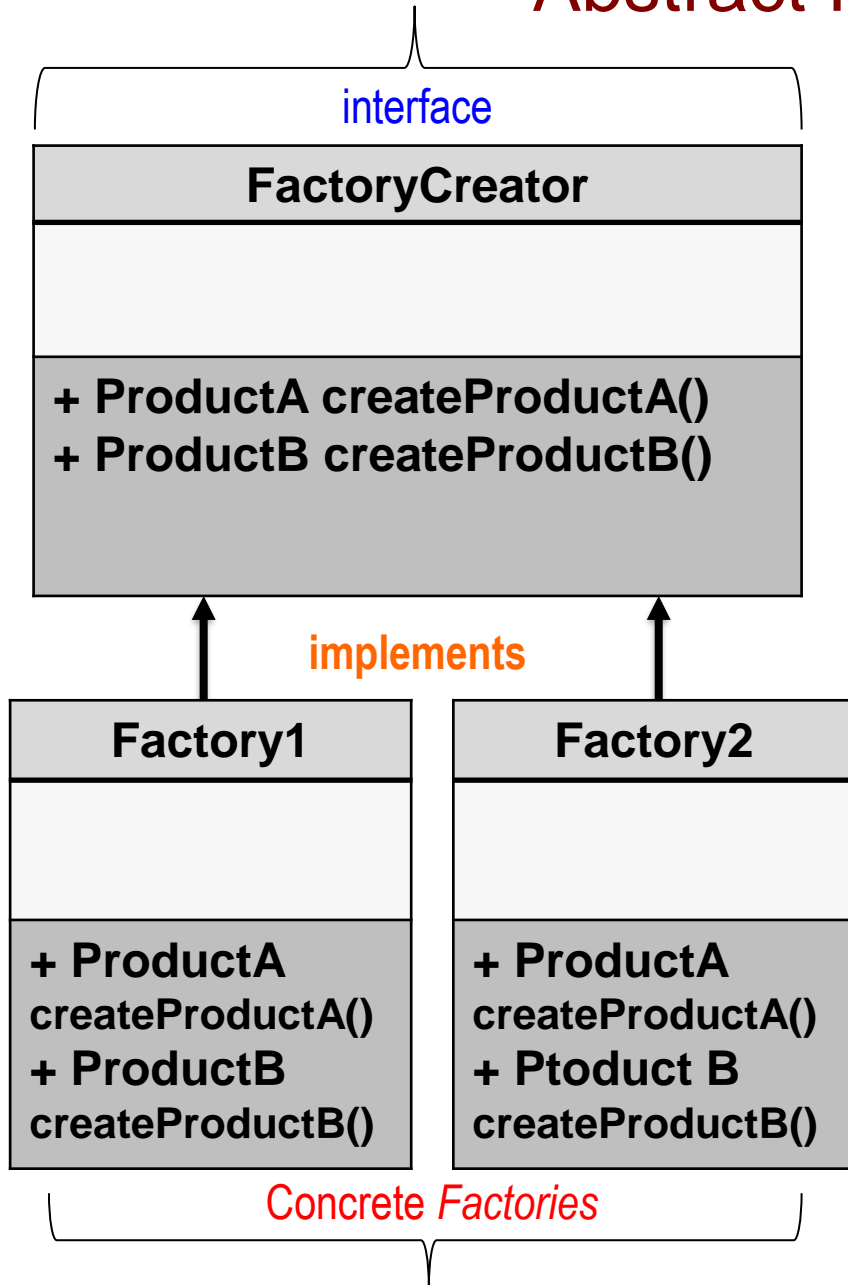 Abstract
interface
FactoryCreator
+ ProductA createProductA()
+ ProductB createProductB()
implements
Factory1
+ ProductA
createProductA()
+ ProductB
createProductB()
Factory2
+ ProductA
createProductA()
+ Ptoduct B
createProductB()
Concrete Factories